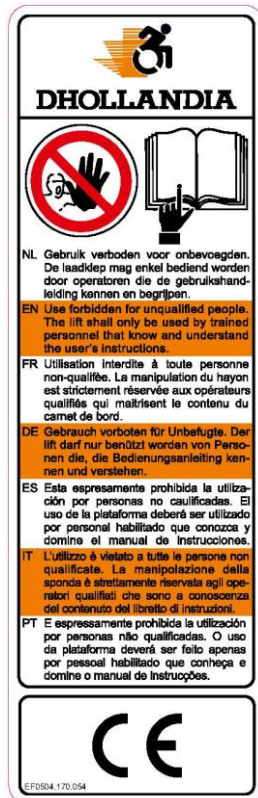 DHOLLANDIA
NL Gebruik verboden voor onbevoegden.
De laadklep mag enkel bediend worden
door operatoren die de gebruikshand-
leiding kennen en begrijpen.
EN Use forbidden for unqualified people.
The lift shall only be used by trained
personnel that know and understand
the user's instructions.
FR Utilisation interdite à toute personne
non-qualifée. La manipulation du hayon
est strictement réservée aux opérateurs
qualifiés qui maîtrisent le contenu du
carnet de bord.
DE Gebrauch vorboten für Unbefugte. Der
lift darf nur benützt worden von Perso-
nen die, die Bedienungsanleiting ken-
nen und verstehen.
ES Esta espresamente prohibida la utiliza-
ción por personas no caulificadas. El
uso de la plataforma deberá ser utilizado
por personal habilitado que conozca y
domine el manual de instrucciones.
IT L'utilizzo è vietato a tutte le persone non
qualificate. La manipolazione della
sponda è strettamente riservata agli ope-
ratori qualifiati che sono a conoscenza
del contenuto del libretto di instruzioni.
PT E espressamente prohibida la utilización
por personas não qualificadas. O uso
da plataforma deverá ser feito apenas
por pessoal habilitado que conheça e
domine o manual de instrucções.
CE
EF0504.170.054